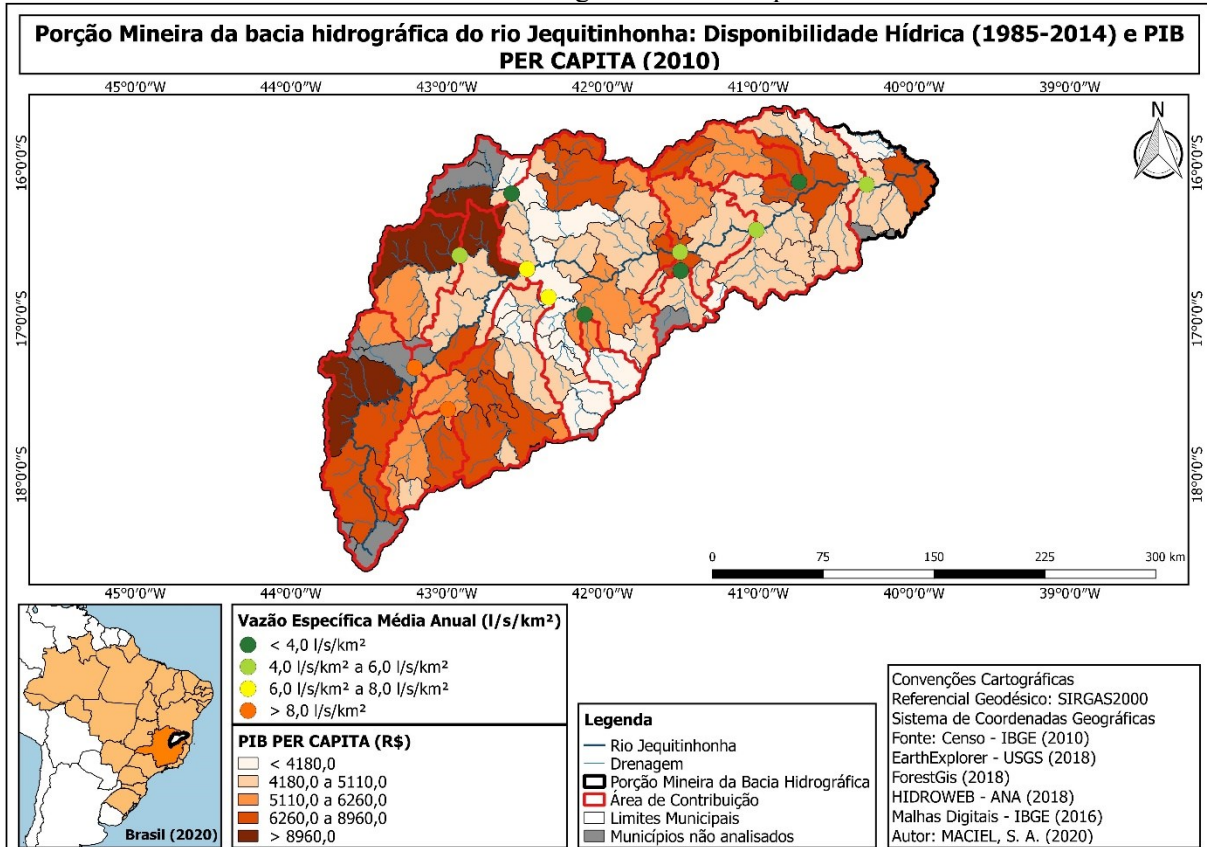 Porção Mineira da bacia hidrográfica do rio Jequitinhonha: Disponibilidade Hídrica (1985-2014) e PIB
PER CAPITA (2010)
45°0'0"W 44°0'0"W 43°0'0"W 42°0'0"W 41°0'0"W 40°0'0"W 39°0'0"W
N
16°0'0"S 16°0'0"S
17°0'0"S 17°0'0"S
18°0'0"S 18°0'0"S
0 75 150 225 300 km
45°0'0"W 44°0'0"W 43°0'0"W 42°0'0"W 41°0'0"W 40°0'0"W 39°0'0"W
Brasil (2020)
Vazão Específica Média Anual (l/s/km²)
< 4,0 l/s/km²
4,0 l/s/km² a 6,0 l/s/km²
6,0 l/s/km² a 8,0 l/s/km²
> 8,0 l/s/km²
PIB PER CAPITA (R$)
< 4180,0
4180,0 a 5110,0
5110,0 a 6260,0
6260,0 a 8960,0
> 8960,0
Legenda
Rio Jequitinhonha
Drenagem
Porção Mineira da Bacia Hidrográfica
Área de Contribuição
Limites Municipais
Municípios não analisados
Convenções Cartográficas
Referencial Geodésico: SIRGAS2000
Sistema de Coordenadas Geográficas
Fonte: Censo - IBGE (2010)
EarthExplorer - USGS (2018)
ForestGis (2018)
HIDROWEB - ANA (2018)
Malhas Digitais - IBGE (2016)
Autor: MACIEL, S. A. (2020)